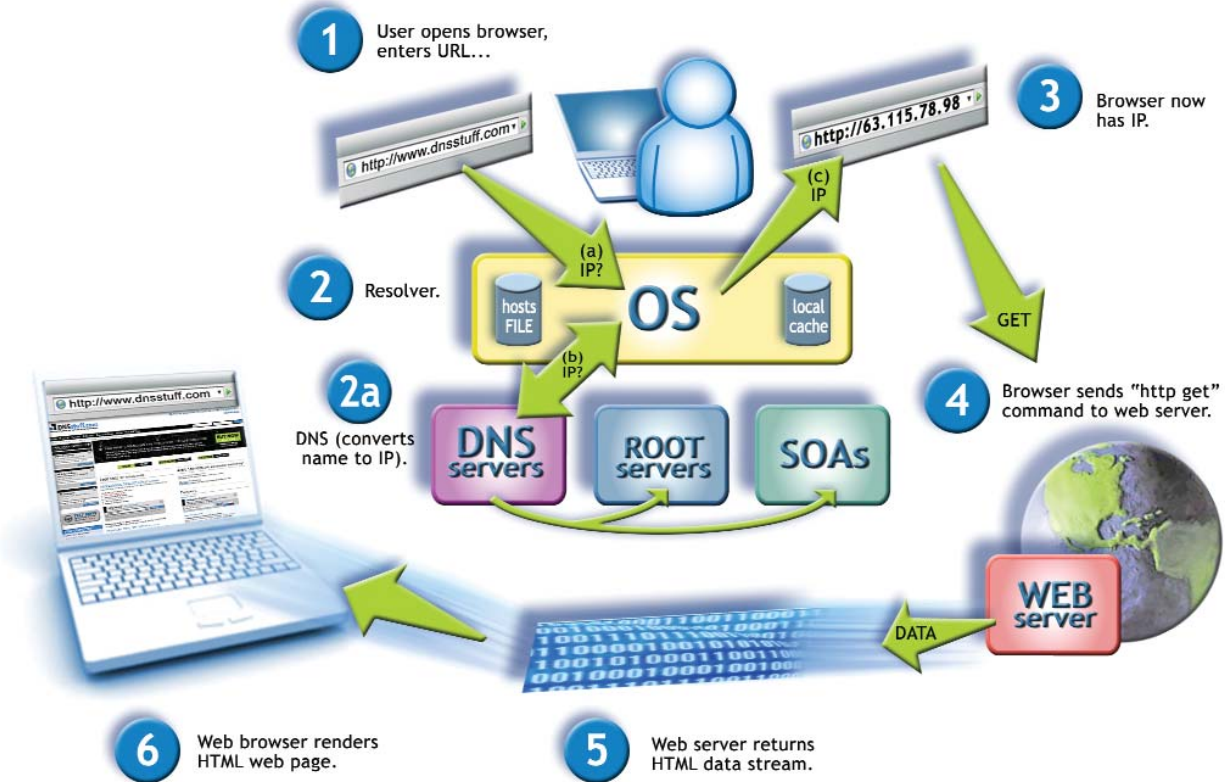 1
User opens browser,
enters URL...
http://www.dnsstuff.com
http://63.115.78.98
3
Browser now
has IP.
(a)
IP?
(c)
IP
2
Resolver.
hosts
FILE
OS
local
cache
GET
(b)
IP?
2a
DNS (converts
name to IP).
DNS
servers
ROOT
servers
SOAs
4
Browser sends “http get”
command to web server.
http://www.dnsstuff.com
WEB
server
DATA
6
Web browser renders
HTML web page.
5
Web server returns
HTML data stream.